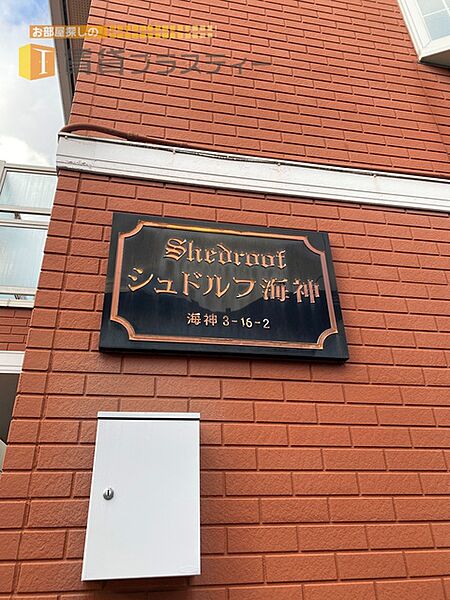 お部屋探しの
賃貸プラスティー
Shedroof
シュドルフ海神
海神3-16-2